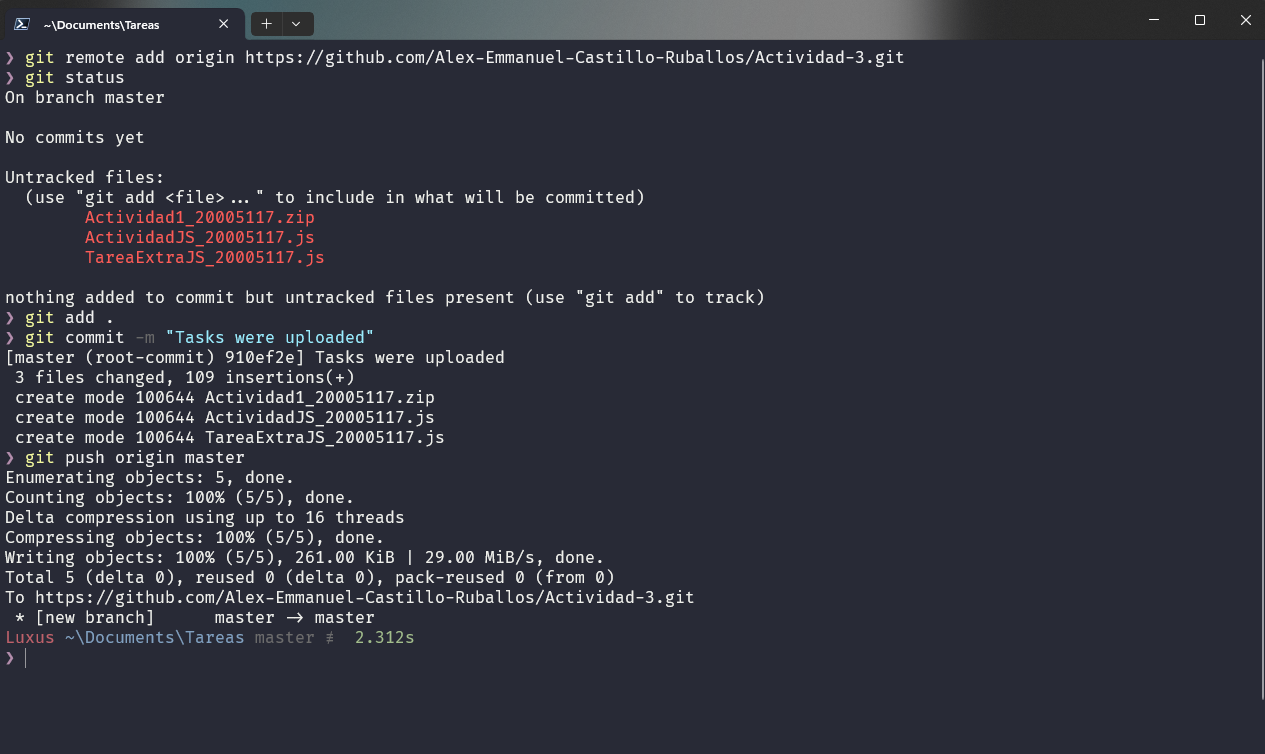 ~\Documents\Tareas
❯ git remote add origin https://github.com/Alex-Emmanuel-Castillo-Ruballos/Actividad-3.git
❯ git status
On branch master
No commits yet
Untracked files:
(use "git add <file>..." to include in what will be committed)
Actividad1_20005117.zip
ActividadJS_20005117.js
TareaExtraJS_20005117.js
nothing added to commit but untracked files present (use "git add" to track)
❯ git add .
❯ git commit -m "Tasks were uploaded"
[master (root-commit) 910ef2e] Tasks were uploaded
3 files changed, 109 insertions(+)
create mode 100644 Actividad1_20005117.zip
create mode 100644 ActividadJS_20005117.js
create mode 100644 TareaExtraJS_20005117.js
❯ git push origin master
Enumerating objects: 5, done.
Counting objects: 100% (5/5), done.
Delta compression using up to 16 threads
Compressing objects: 100% (5/5), done.
Writing objects: 100% (5/5), 261.00 KiB | 29.00 MiB/s, done.
Total 5 (delta 0), reused 0 (delta 0), pack-reused 0 (from 0)
To https://github.com/Alex-Emmanuel-Castillo-Ruballos/Actividad-3.git
* [new branch] master -> master
Luxus ~\Documents\Tareas master ≢ 2.312s
❯